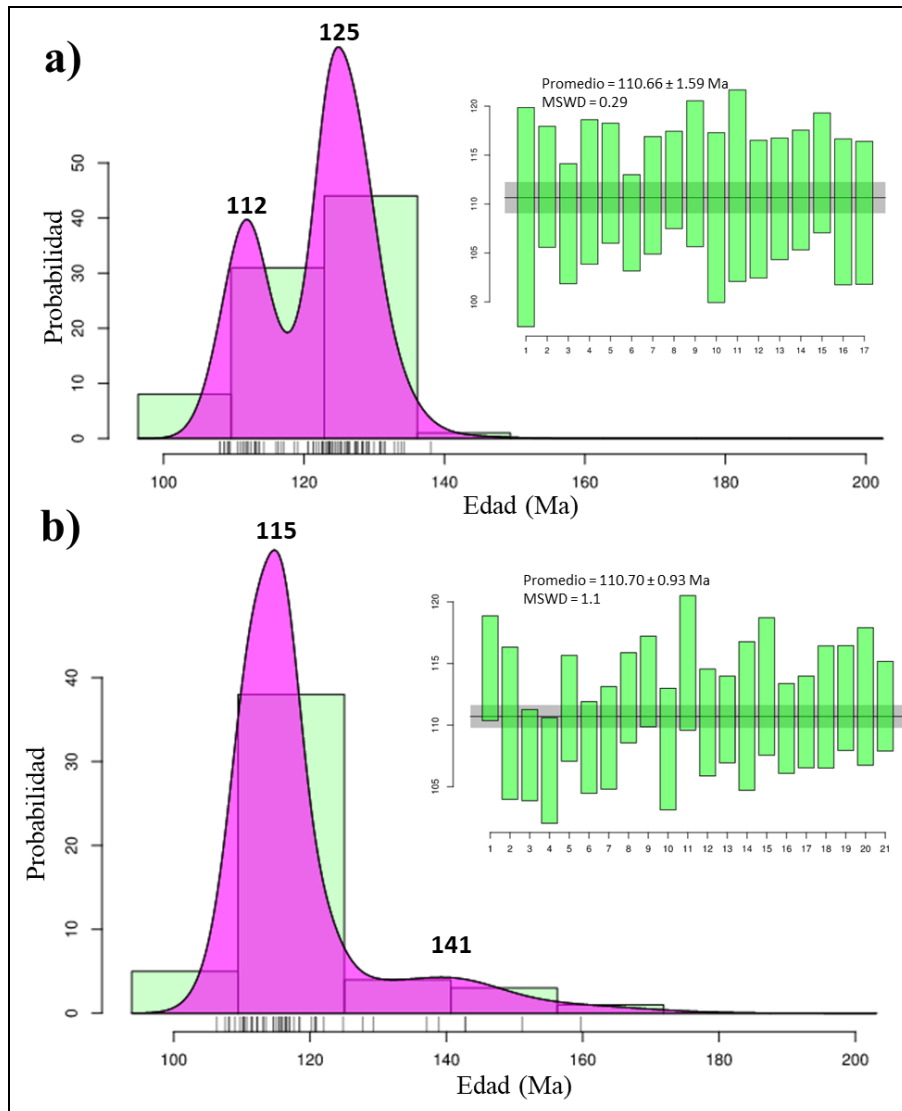 a)
125
112
Promedio = 110.66 ± 1.59 Ma
MSWD = 0.29
120
115
110
105
100
1 2 3 4 5 6 7 8 9 10 11 12 13 14 15 16 17
Probabilidad
50
40
30
20
10
0
100 120 140 160 180 200
Edad (Ma)
b)
115
141
Promedio = 110.70 ± 0.93 Ma
MSWD = 1.1
120
115
110
105
1 2 3 4 5 6 7 8 9 10 11 12 13 14 15 16 17 18 19 20 21
Probabilidad
40
30
20
10
0
100 120 140 160 180 200
Edad (Ma)